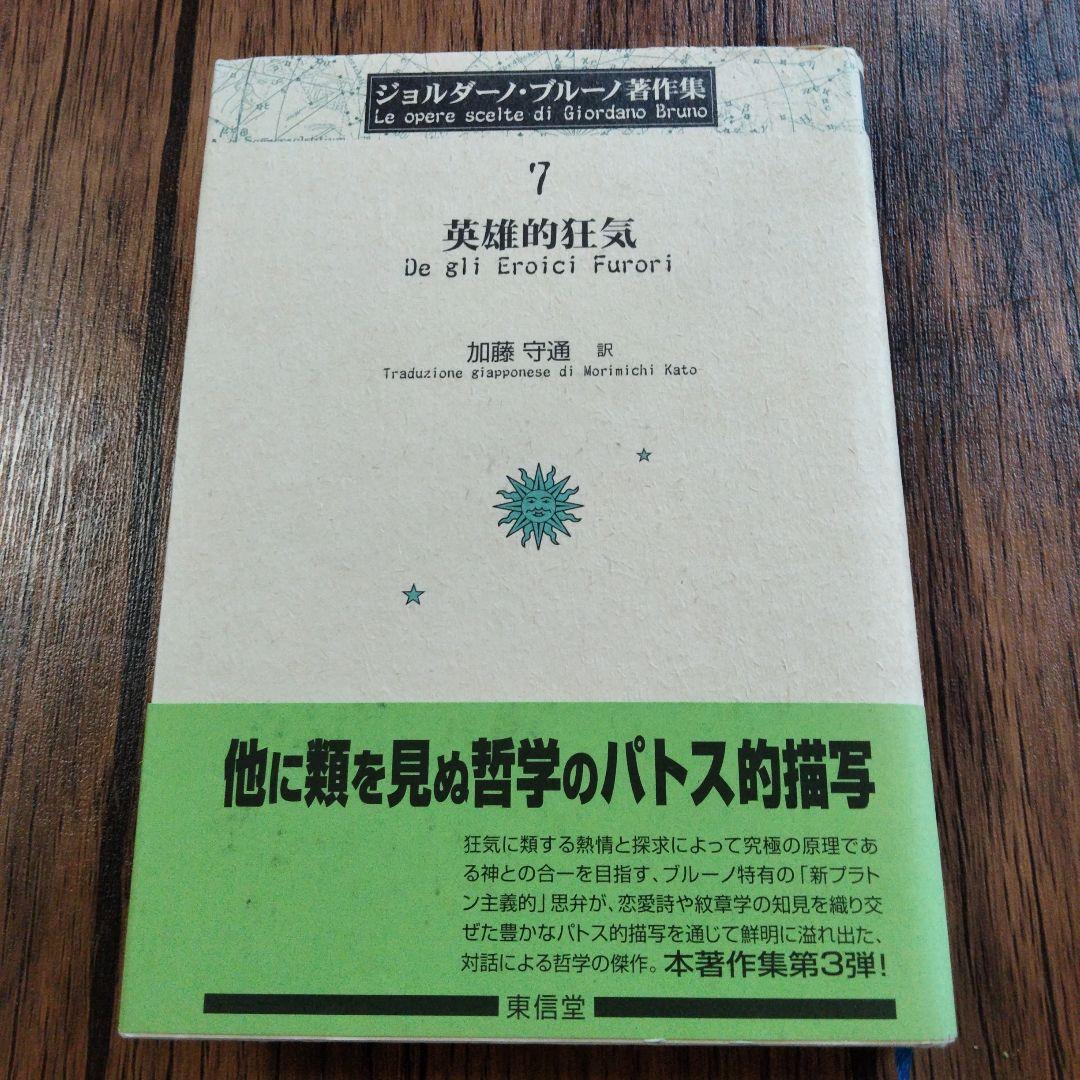 ジョルダーノ・ブルーノ著作集
Le opere scelte di Giordano Bruno
7
英雄的狂気
De gli Eroici Furori
加藤 守通 訳
Traduzione giapponese di Morimichi Kato
他に類を見ぬ哲学のパトス的描写
狂気に類する熱情と探求によって究極の原理であ
る神との合一を目指す、ブルーノ特有の「新プラト
ン主義的」思弁が、恋愛詩や紋章学の知見を織り交
ぜた豊かなパトス的描写を通じて鮮明に溢れ出た、
対話による哲学の傑作。本著作集第3弾!
東信堂